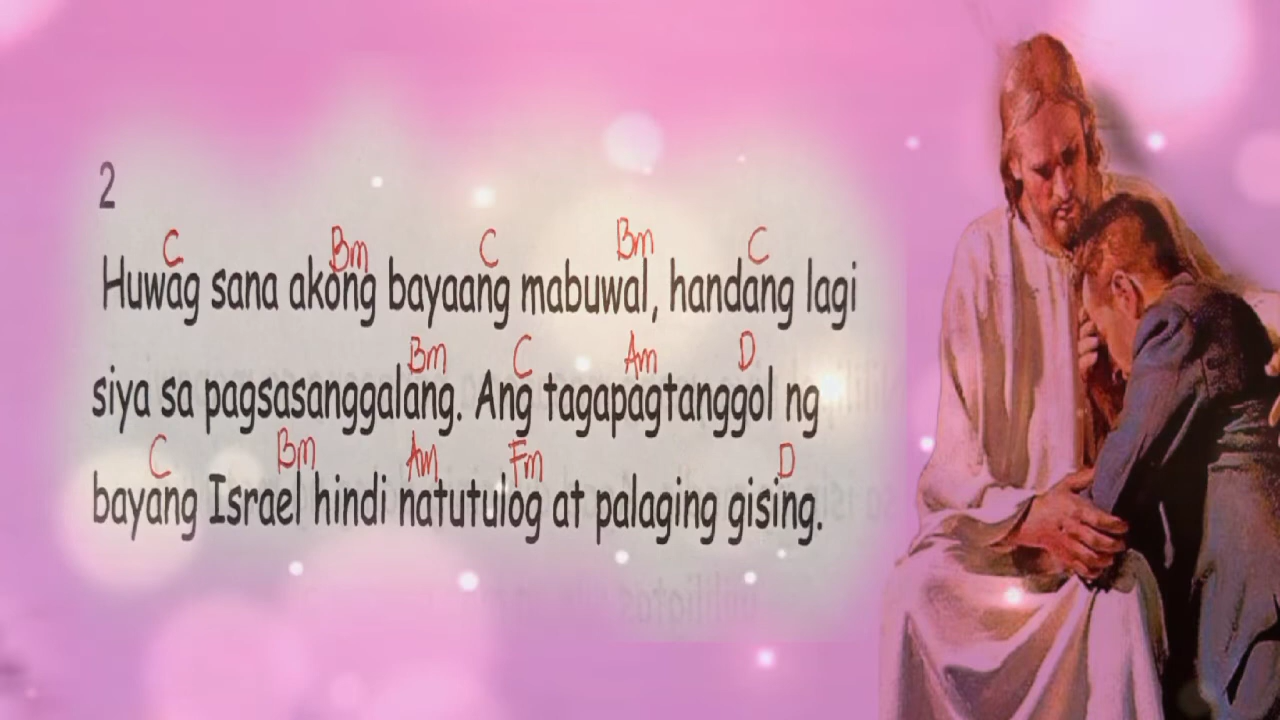 2
C Bm C Bm C
Huwag sana akong bayaang mabuwal, handang lagi
Bm C Am D
siya sa pagsasanggalang. Ang tagapagtanggol ng
C Bm Am Fm D
bayang Israel hindi natutulog at palaging gising.